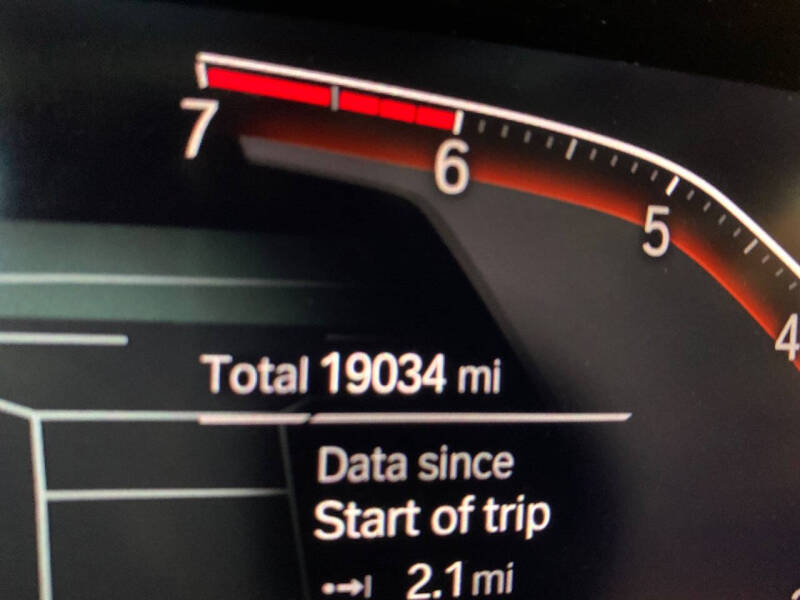 7
6
5
4
Total 19034 mi
Data since
Start of trip
2.1 mi